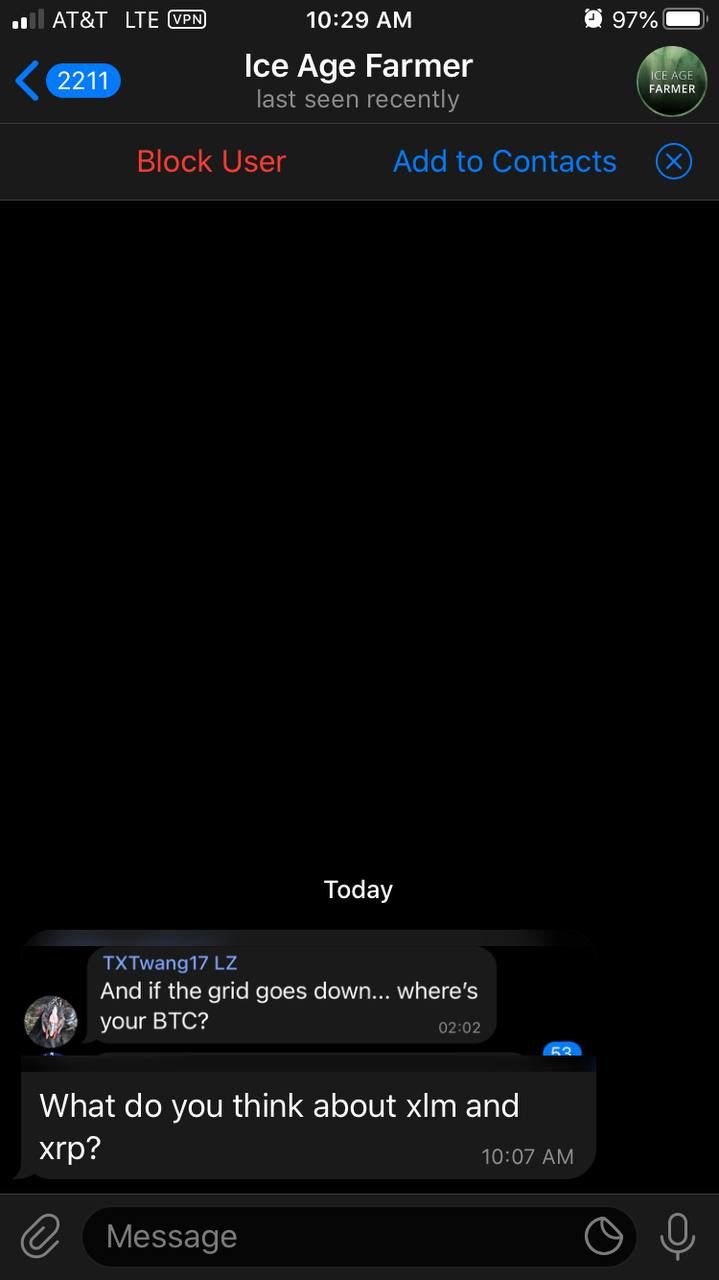 AT&T LTE VPN 10:29 AM 97%
2211 Ice Age Farmer
last seen recently
ICE AGE
FARMER
Block User Add to Contacts
Today
TXTwang17 LZ
And if the grid goes down... where's
your BTC?
02:02
53
What do you think about xlm and
xrp?
10:07 AM
Message